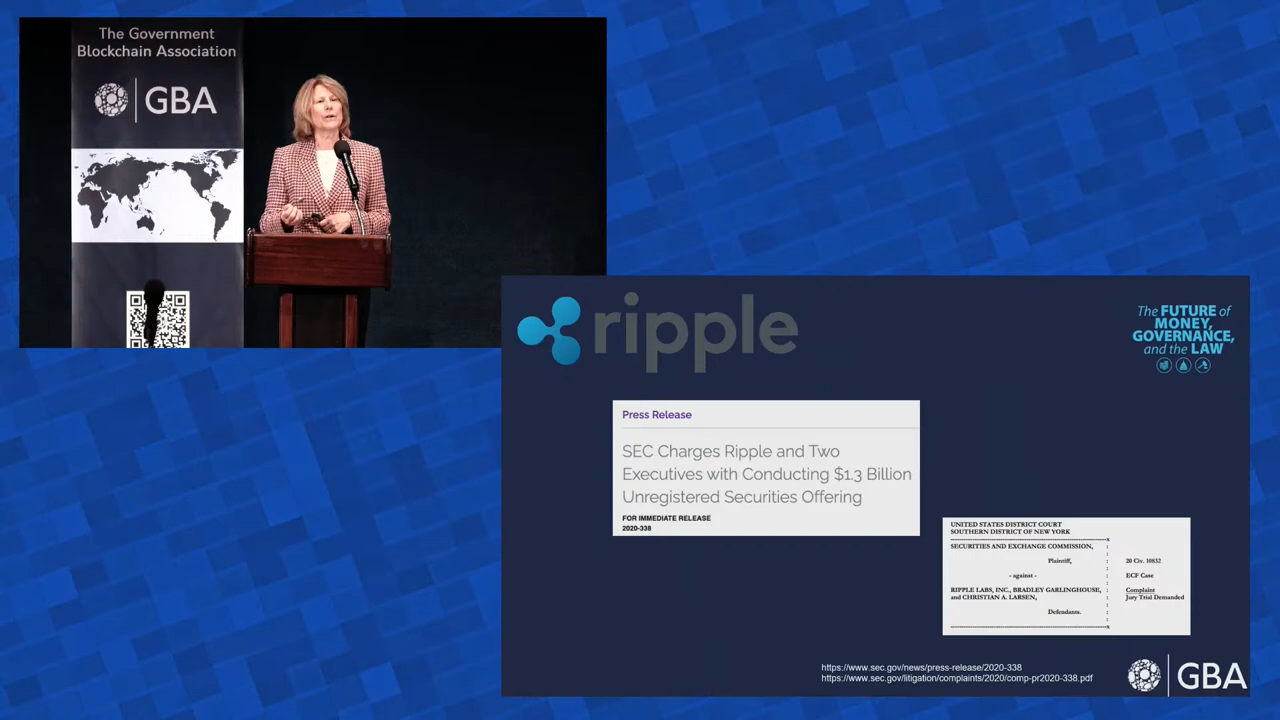 The Government
Blockchain Association
GBA
ripple
The FUTURE of
MONEY,
GOVERNANCE,
and the LAW
Press Release
SEC Charges Ripple and Two
Executives with Conducting $1.3 Billion
Unregistered Securities Offering
FOR IMMEDIATE RELEASE
2020-338
UNITED STATES DISTRICT COURT
SOUTHERN DISTRICT OF NEW YORK
SECURITIES AND EXCHANGE COMMISSION,
Plaintiff,
- against -
RIPPLE LABS, INC., BRADLEY GARLINGHOUSE,
and CHRISTIAN A. LARSEN,
Defendants.
20 Civ. 10832
ECF Case
Complaint
Jury Trial Demanded
https://www.sec.gov/news/press-release/2020-338
https://www.sec.gov/litigation/complaints/2020/comp-pr2020-338.pdf
GBA